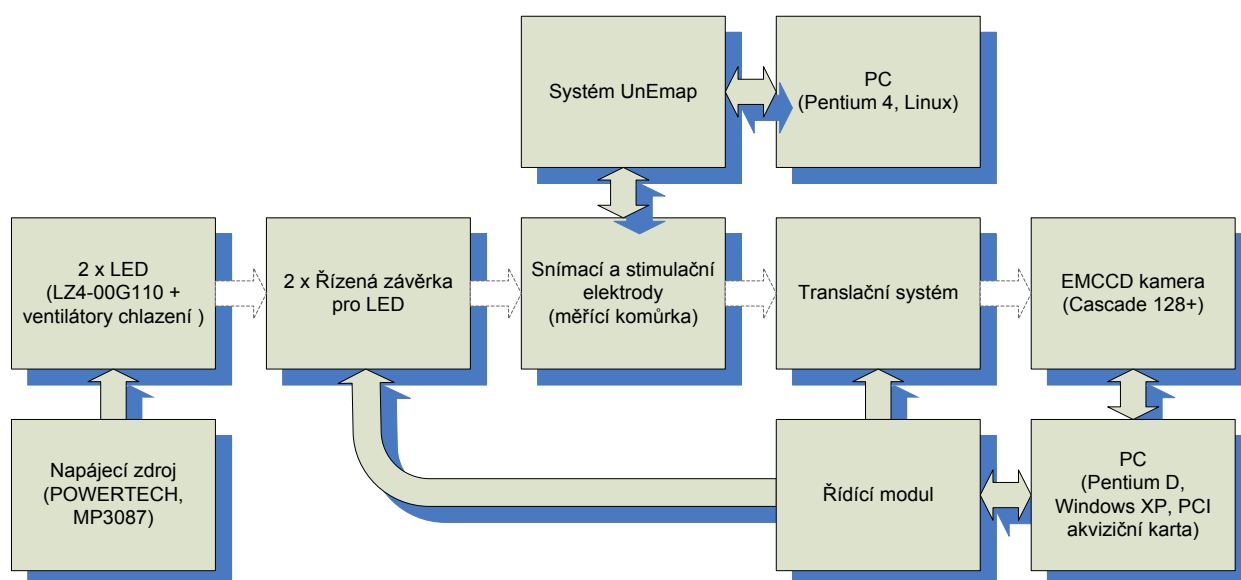 Systém UnEmap
PC
(Pentium 4, Linux)
2 x LED
(LZ4-00G110 +
ventilátory chlazení )
2 x Řízená závěrka
pro LED
Snímací a stimulační
elektrody
(měřící komůrka)
Translační systém
EMCCD kamera
(Cascade 128+)
Napájecí zdroj
(POWERTECH,
MP3087)
Řídící modul
PC
(Pentium D,
Windows XP, PCI
akviziční karta)